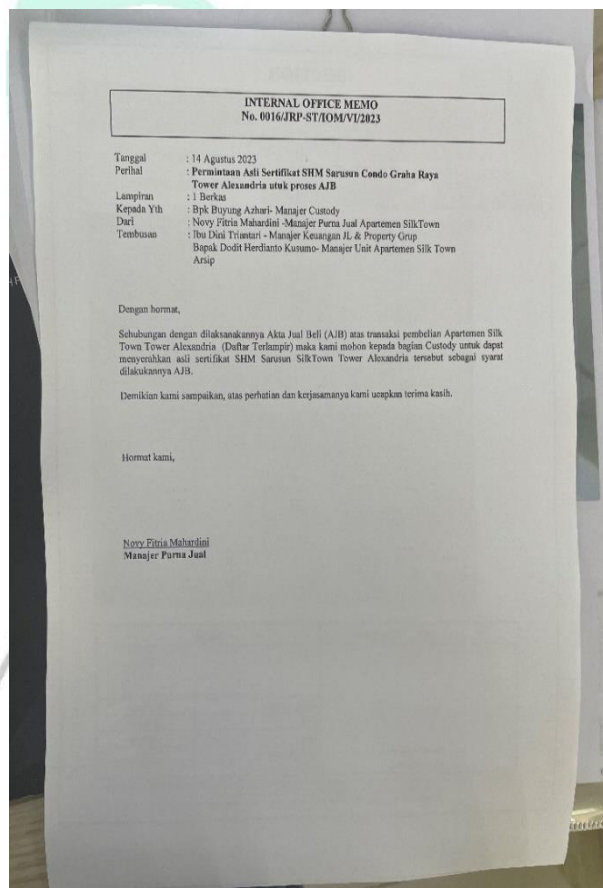 INTERNAL OFFICE MEMO
No. 0016/JRP-ST/IOM/VI/2023
Tanggal : 14 Agustus 2023
Perihal : Permintaan Asli Sertifikat SHM Sarusun Condo Graha Raya
Tower Alexandria utuk proses AJB
Lampiran : 1 Berkas
Kepada Yth : Bpk Buyung Azhari- Manajer Custody
Dari : Novy Fitria Mahardini -Manajer Purna Jual Apartemen SilkTown
Tembusan : Ibu Dini Triantari - Manajer Keuangan JL & Property Grup
Bapak Dodit Herdianto Kusumo- Manajer Unit Apartemen Silk Town
Arsip
Dengan hormat,
Sehubungan dengan dilaksanakannya Akta Jual Beli (AJB) atas transaksi pembelian Apartemen Silk
Town Tower Alexandria (Daftar Terlampir) maka kami mohon kepada bagian Custody untuk dapat
menyerahkan asli sertifikat SHM Sarusun SilkTown Tower Alexandria tersebut sebagai syarat
dilakukannya AJB.
Demikian kami sampaikan, atas perhatian dan kerjasamanya kami ucapkan terima kasih.
Hormat kami,
Novy Fitria Mahardini
Manajer Purna Jual